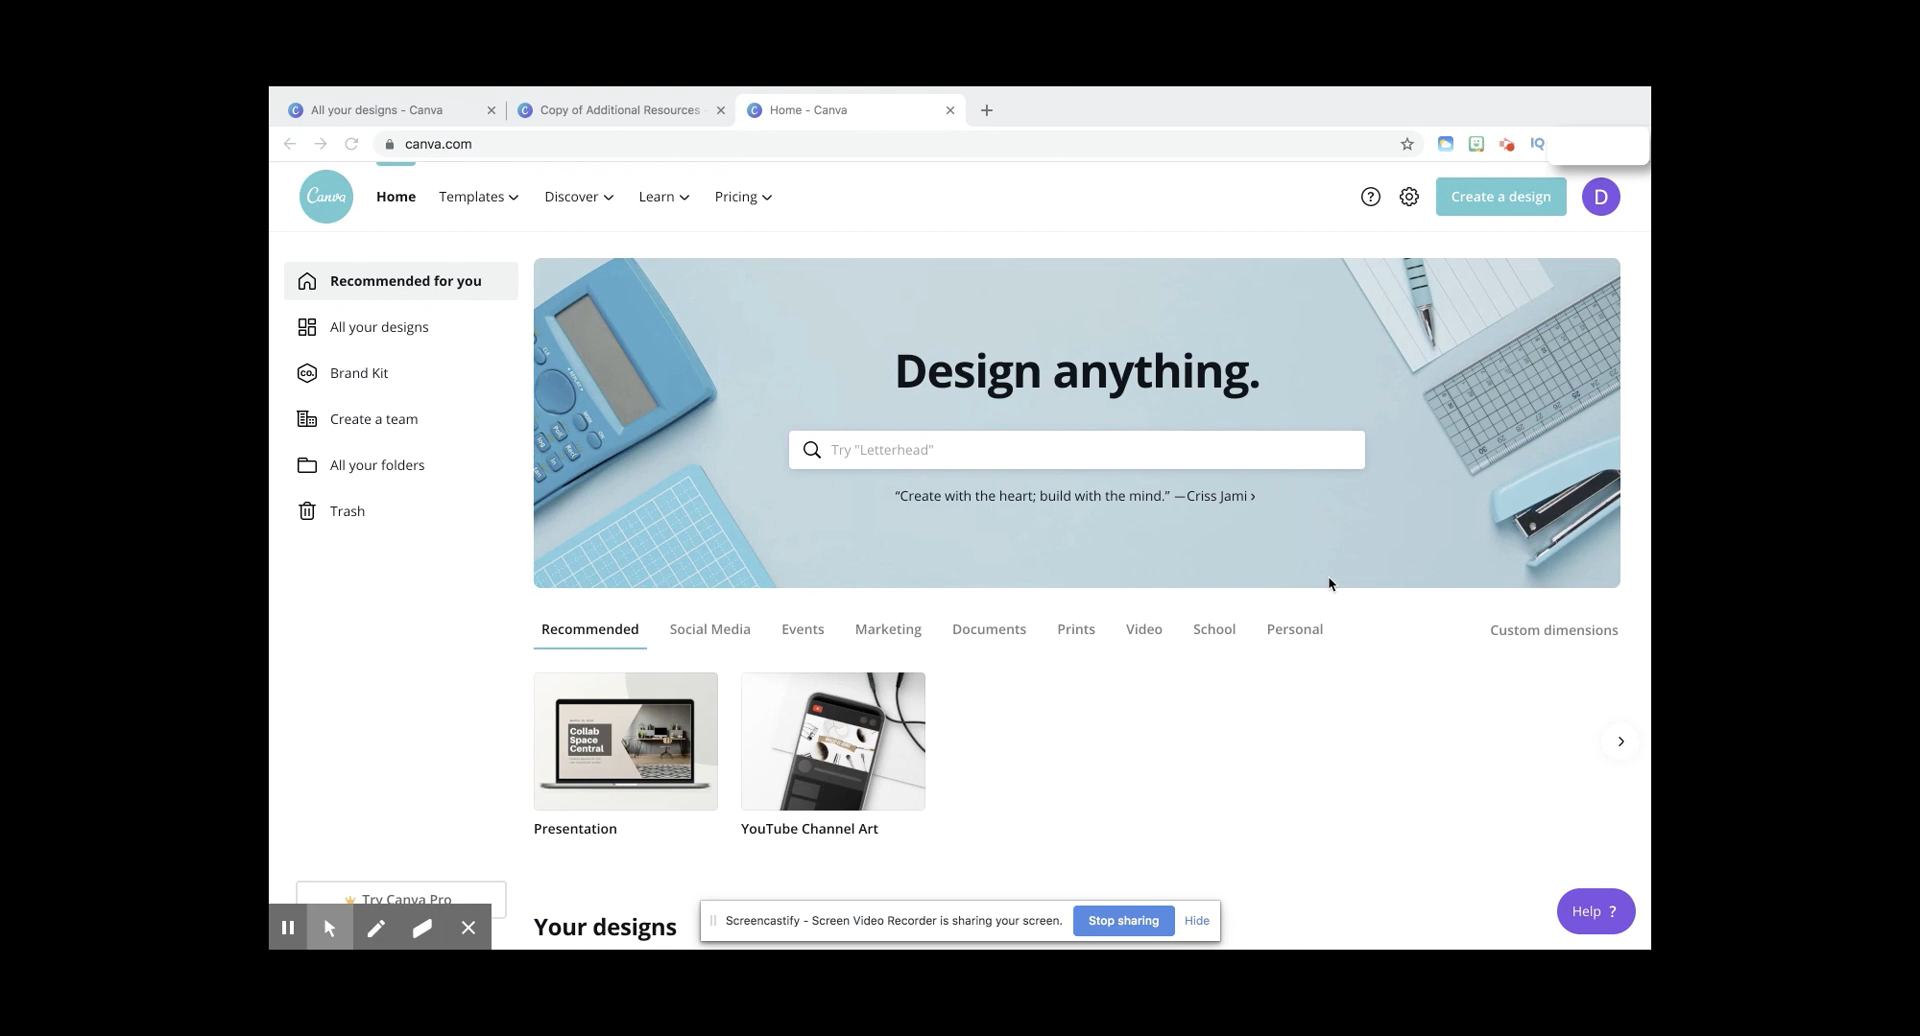 All your designs - Canva
Copy of Additional Resources -
Home - Canva
canva.com
IQ
Canva
Home
Templates
Discover
Learn
Pricing
?
Create a design
D
Recommended for you
All your designs
co.
Brand Kit
Create a team
All your folders
Trash
Design anything.
Try "Letterhead"
“Create with the heart; build with the mind.” —Criss Jami ›
Recommended
Social Media
Events
Marketing
Documents
Prints
Video
School
Personal
Custom dimensions
Collab
Space
Central
Presentation
YouTube Channel Art
Try Canva Pro
Your designs
Screencastify - Screen Video Recorder is sharing your screen.
Stop sharing
Hide
Help ?